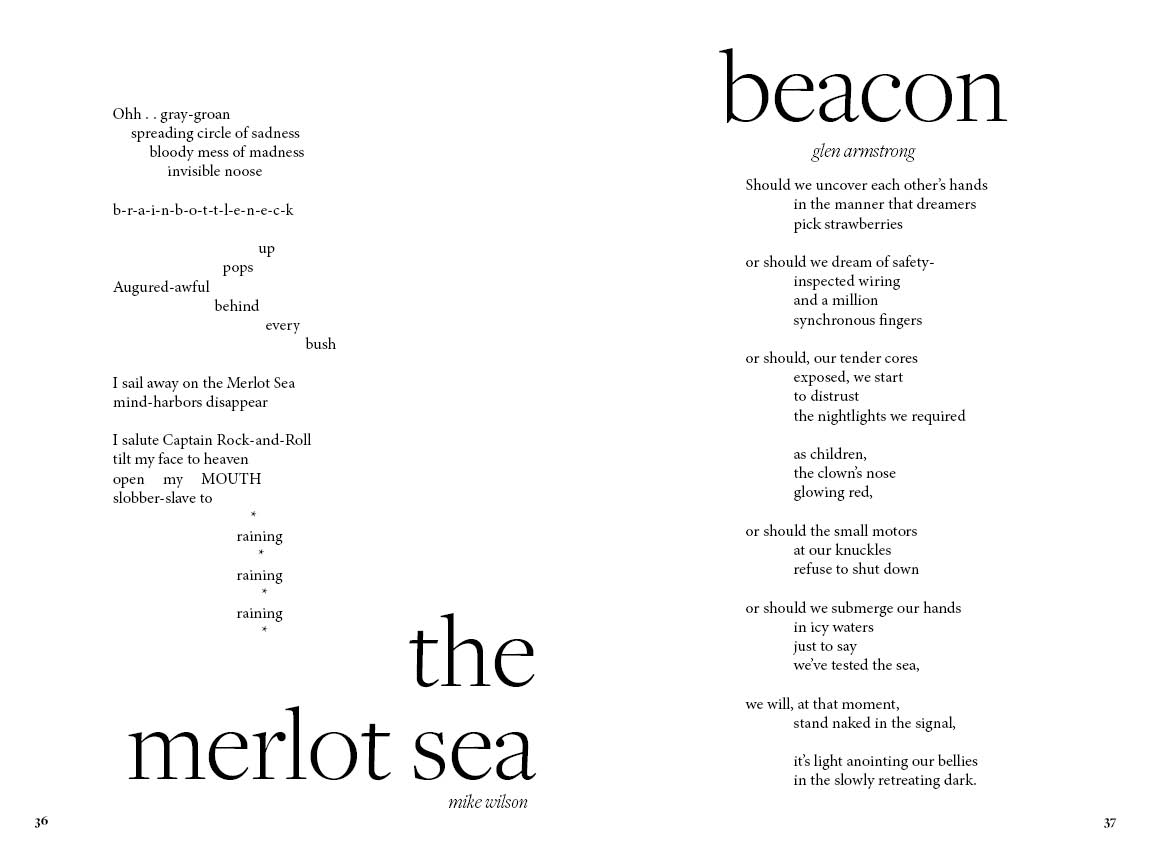 Ohh . . gray-groan
spreading circle of sadness
bloody mess of madness
invisible noose
b-r-a-i-n-b-o-t-t-l-e-n-e-c-k
up
pops
Augured-awful
behind
every
bush
I sail away on the Merlot Sea
mind-harbors disappear
I salute Captain Rock-and-Roll
tilt my face to heaven
open my MOUTH
slobber-slave to
*
raining
*
raining
*
raining
*
the
merlot sea
mike wilson
36
beacon
glen armstrong
Should we uncover each other’s hands
in the manner that dreamers
pick strawberries
or should we dream of safety-
inspected wiring
and a million
synchronous fingers
or should, our tender cores
exposed, we start
to distrust
the nightlights we required
as children,
the clown’s nose
glowing red,
or should the small motors
at our knuckles
refuse to shut down
or should we submerge our hands
in icy waters
just to say
we’ve tested the sea,
we will, at that moment,
stand naked in the signal,
it’s light anointing our bellies
in the slowly retreating dark.
37